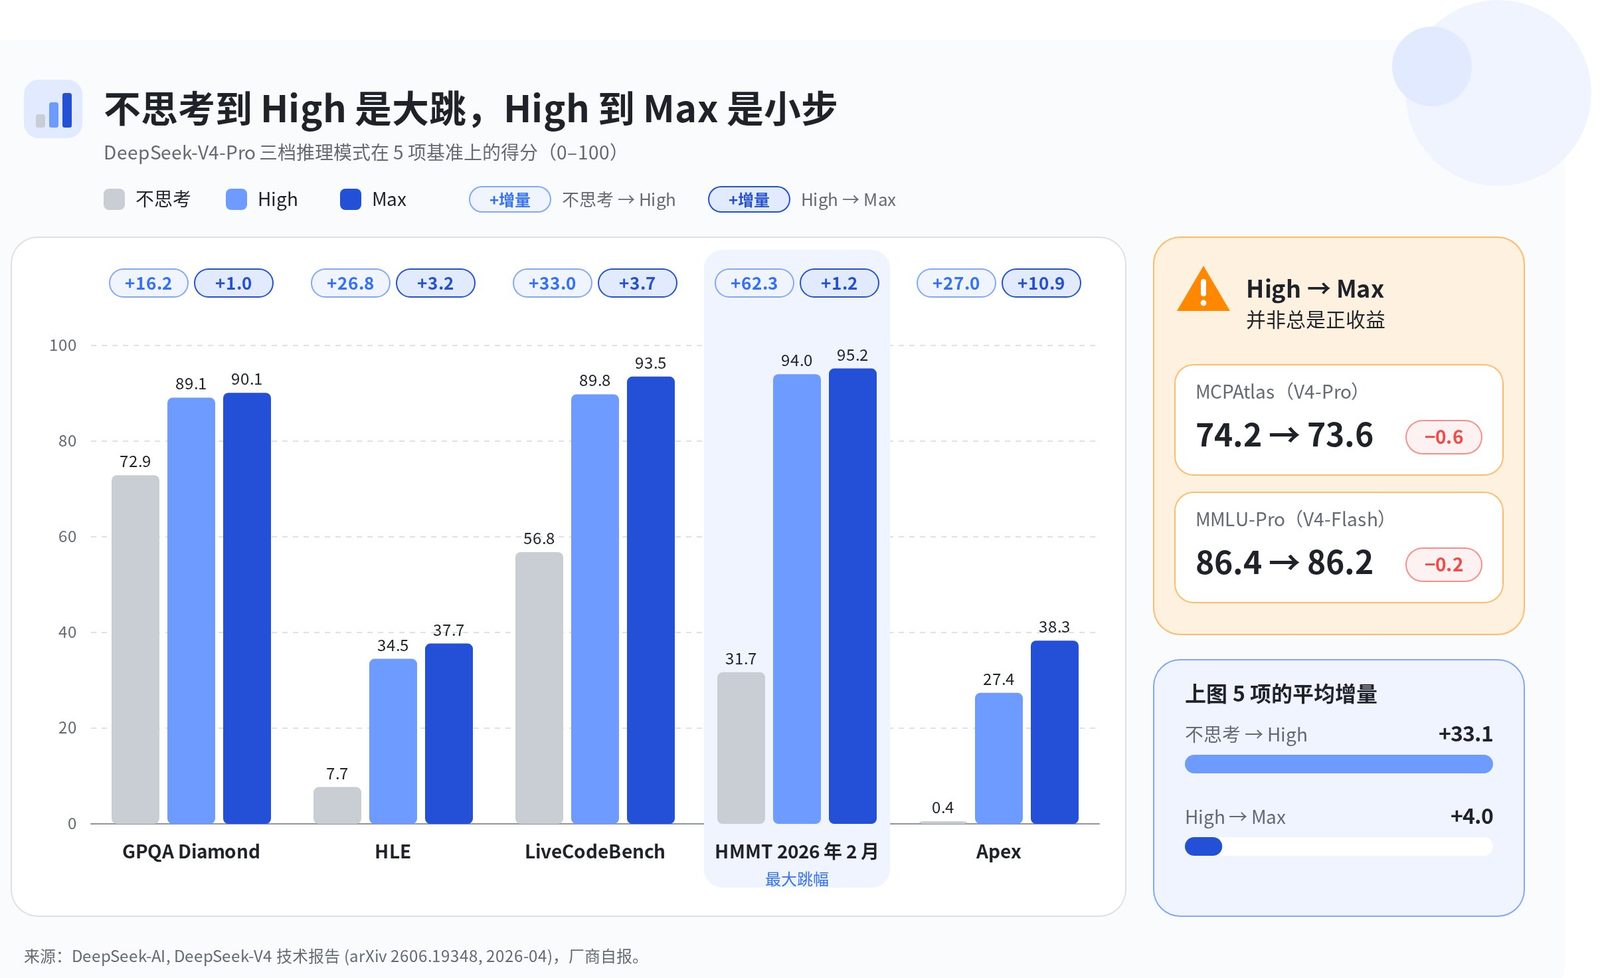 不思考到 High 是大跳，High 到 Max 是小步
DeepSeek-V4-Pro 三档推理模式在 5 项基准上的得分（0–100）
不思考 High Max +增量 不思考 → High +增量 High → Max
+16.2 +1.0 +26.8 +3.2 +33.0 +3.7 +62.3 +1.2 +27.0 +10.9
100
80
60
40
20
0
72.9 89.1 90.1
7.7 34.5 37.7
56.8 89.8 93.5
31.7 94.0 95.2
0.4 27.4 38.3
GPQA Diamond HLE LiveCodeBench HMMT 2026 年 2 月 Apex
最大跳幅
High → Max
并非总是正收益
MCPAtlas（V4-Pro）
74.2 → 73.6 −0.6
MMLU-Pro（V4-Flash）
86.4 → 86.2 −0.2
上图 5 项的平均增量
不思考 → High +33.1
High → Max +4.0
来源：DeepSeek-AI, DeepSeek-V4 技术报告 (arXiv 2606.19348, 2026-04)，厂商自报。